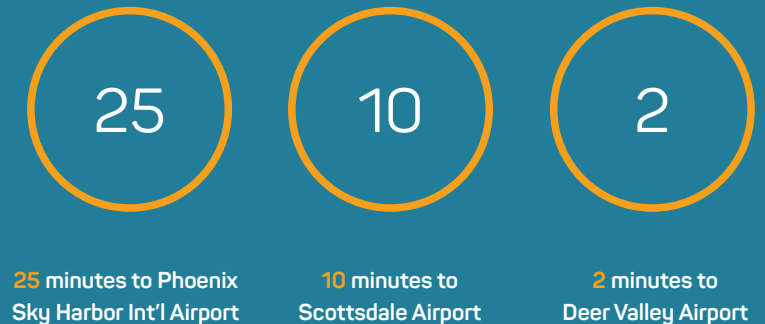 25
10
2
25 minutes to Phoenix
Sky Harbor Int'l Airport
10 minutes to
Scottsdale Airport
2 minutes to
Deer Valley Airport